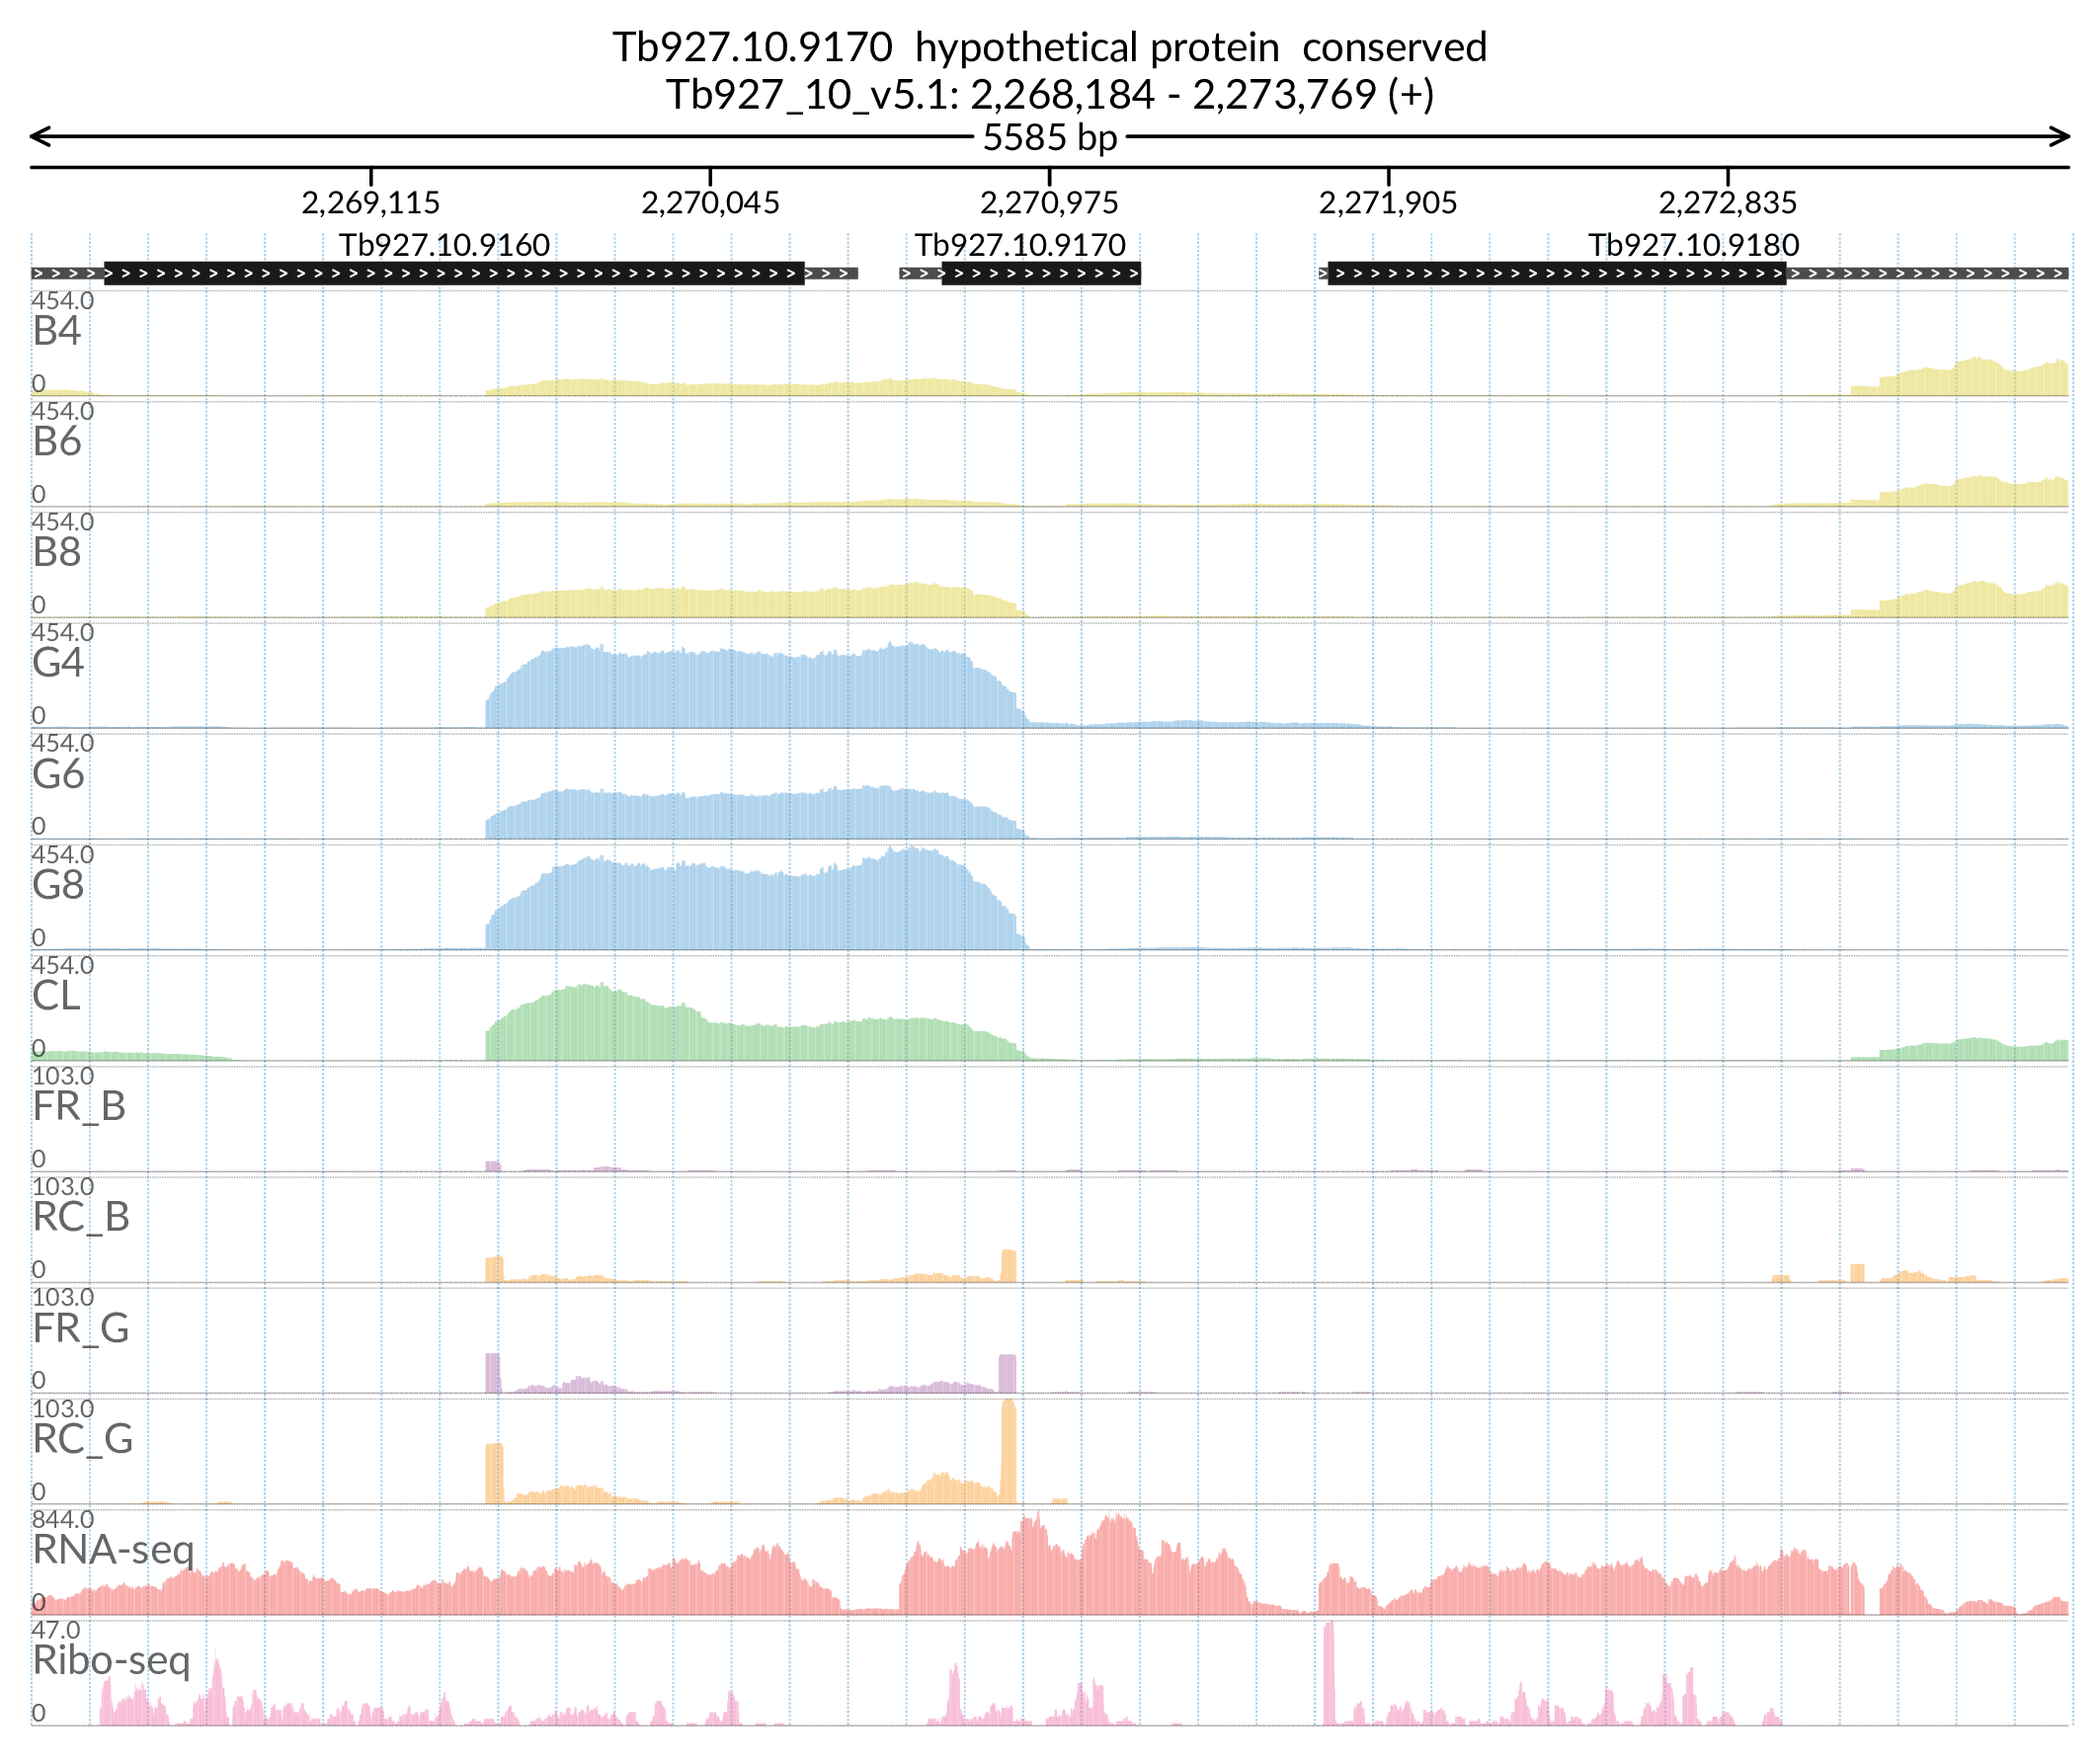 Tb927.10.9170 hypothetical protein conserved
Tb927_10_v5.1: 2,268,184 - 2,273,769 (+)
5585 bp
2,269,115 2,270,045 2,270,975 2,271,905 2,272,835
Tb927.10.9160 Tb927.10.9170 Tb927.10.9180
454.0
B4
0
454.0
B6
0
454.0
B8
0
454.0
G4
0
454.0
G6
0
454.0
G8
0
454.0
CL
0
103.0
FR_B
0
103.0
RC_B
0
103.0
FR_G
0
103.0
RC_G
0
844.0
RNA-seq
0
47.0
Ribo-seq
0